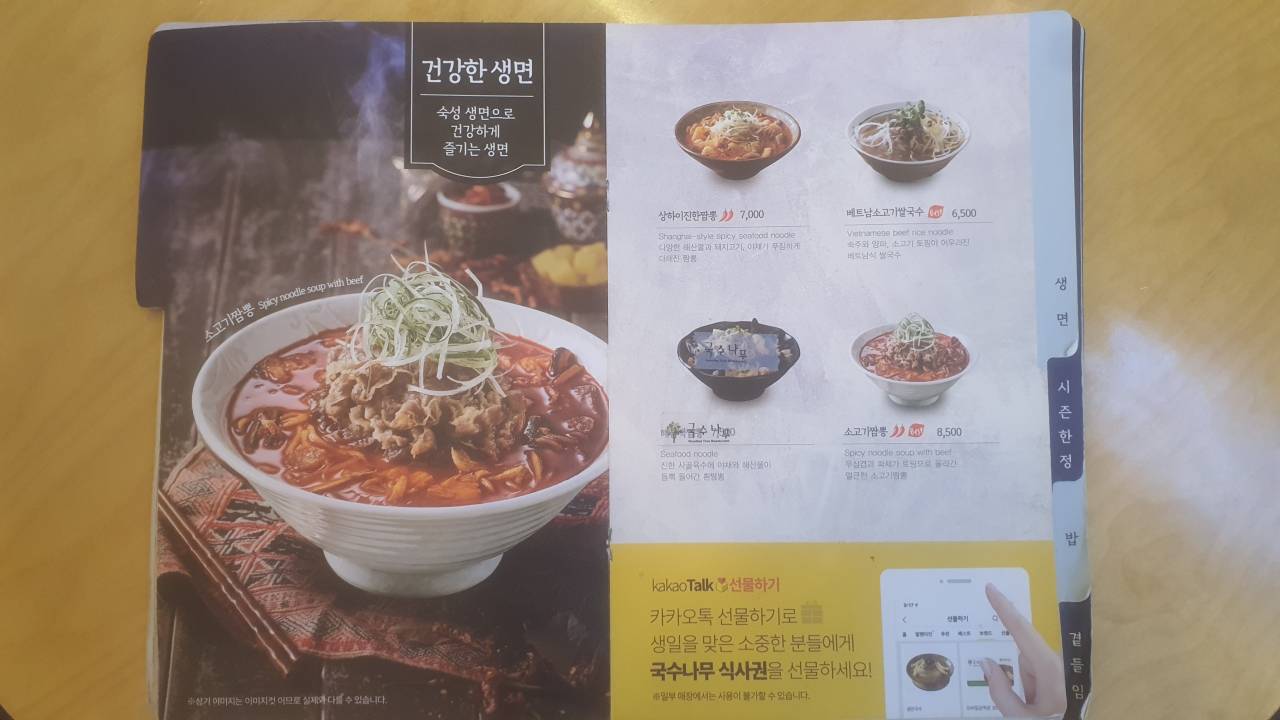 건강한 생면
숙성 생면으로
건강하게
즐기는 생면
소고기짬뽕 Spicy noodle soup with beef
※상기 이미지는 이미지컷 이므로 실제와 다를 수 있습니다.
상하이진한짬뽕 7,000
Shanghai-style spicy seafood noodle
다양한 해산물과 돼지고기, 야채가 푸짐하게
더해진 짬뽕
베트남소고기쌀국수 6,500
Vietnamese beef rice noodle
숙주와 양파, 소고기 토핑이 어우러진
베트남식 쌀국수
국수나무
국수나무
Seafood noodle
진한 사골육수에 야채와 해산물이
듬뿍 들어간 흰짬뽕
소고기짬뽕 8,500
Spicy noodle soup with beef
우삼겹과 파채가 토핑으로 올라간
얼큰한 소고기짬뽕
kakaoTalk 선물하기
카카오톡 선물하기로
생일을 맞은 소중한 분들에게
국수나무 식사권을 선물하세요!
※일부 매장에서는 사용이 불가할 수 있습니다.
선물하기
홈 추천 베스트 브랜드
생면
시즌한정
밥
곁들임